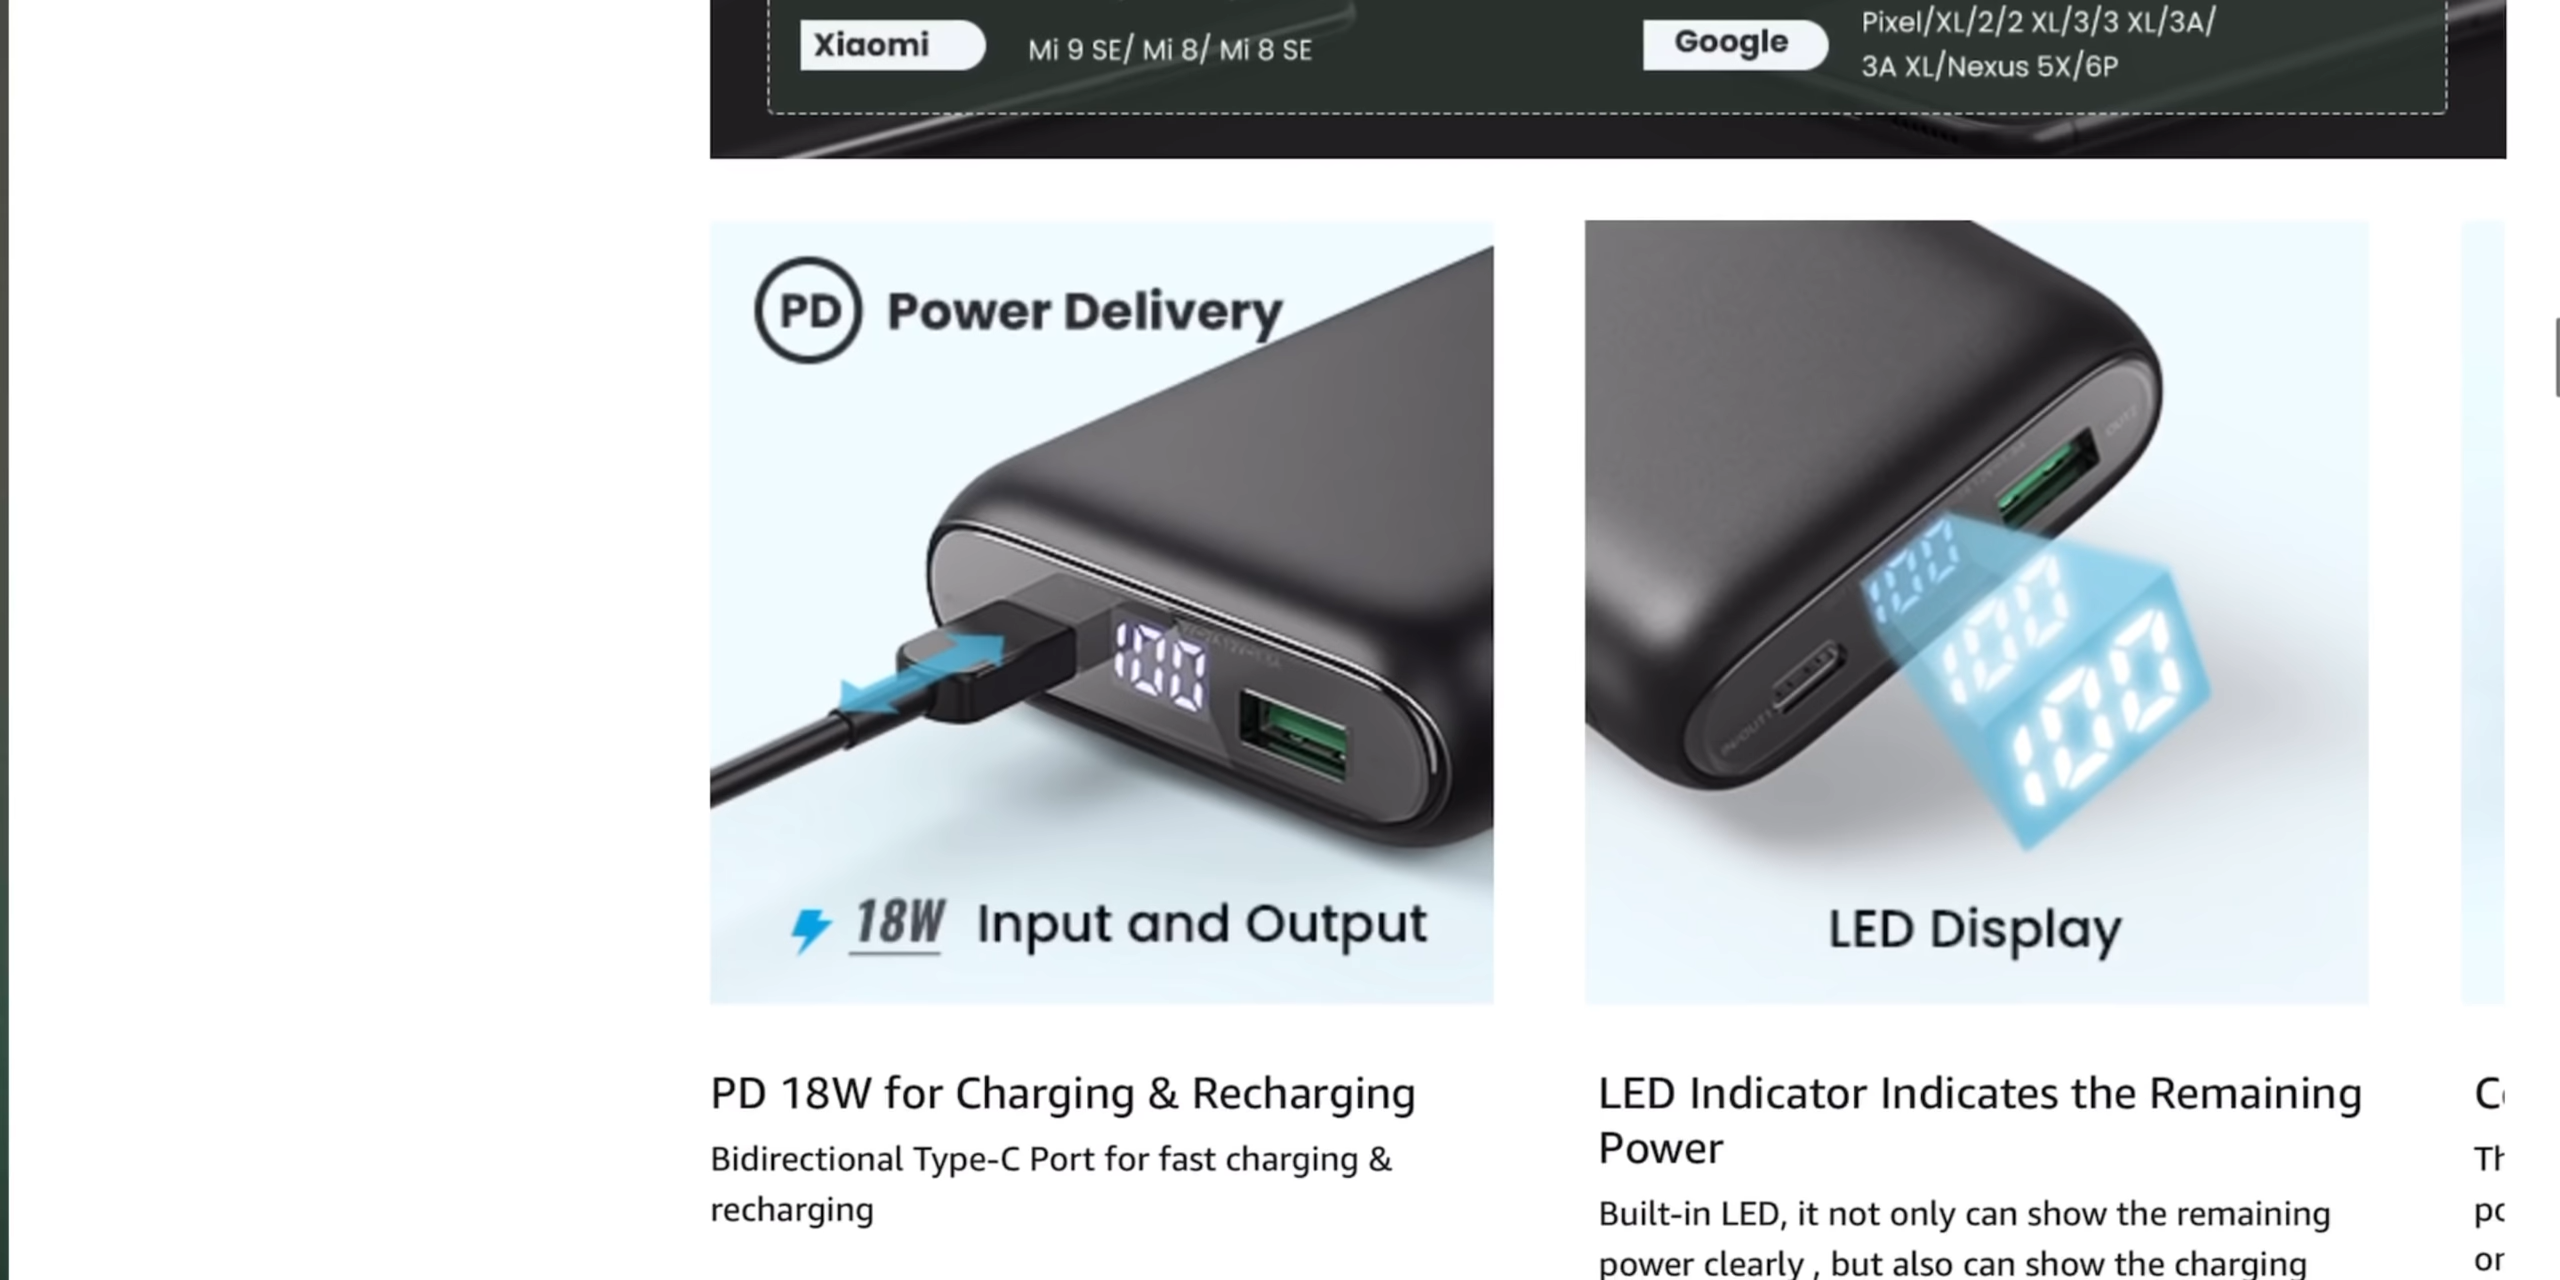 Xiaomi
Mi 9 SE/ Mi 8/ Mi 8 SE
Google
Pixel/XL/2/2 XL/3/3 XL/3A/
3A XL/Nexus 5X/6P
PD Power Delivery
100
18W Input and Output
100
100
100
LED Display
PD 18W for Charging & Recharging
Bidirectional Type-C Port for fast charging &
recharging
LED Indicator Indicates the Remaining
Power
Built-in LED, it not only can show the remaining
power clearly , but also can show the charging